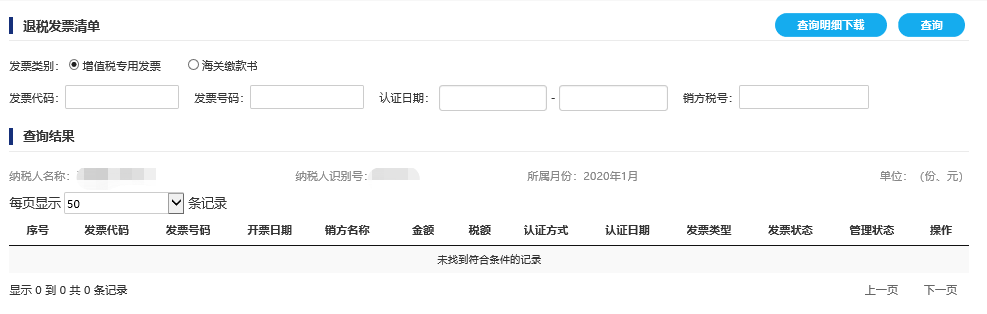 退税发票清单 查询明细下载 查询
发票类别： 增值税专用发票 海关缴款书
发票代码： 发票号码： 认证日期： - 销方税号：
查询结果
纳税人名称： 纳税人识别号： 所属月份：2020年1月 单位：（份、元）
每页显示 50 条记录
序号 发票代码 发票号码 开票日期 销方名称 金额 税额 认证方式 认证日期 发票类型 发票状态 管理状态 操作
未找到符合条件的记录
显示 0 到 0 共 0 条记录 上一页 下一页